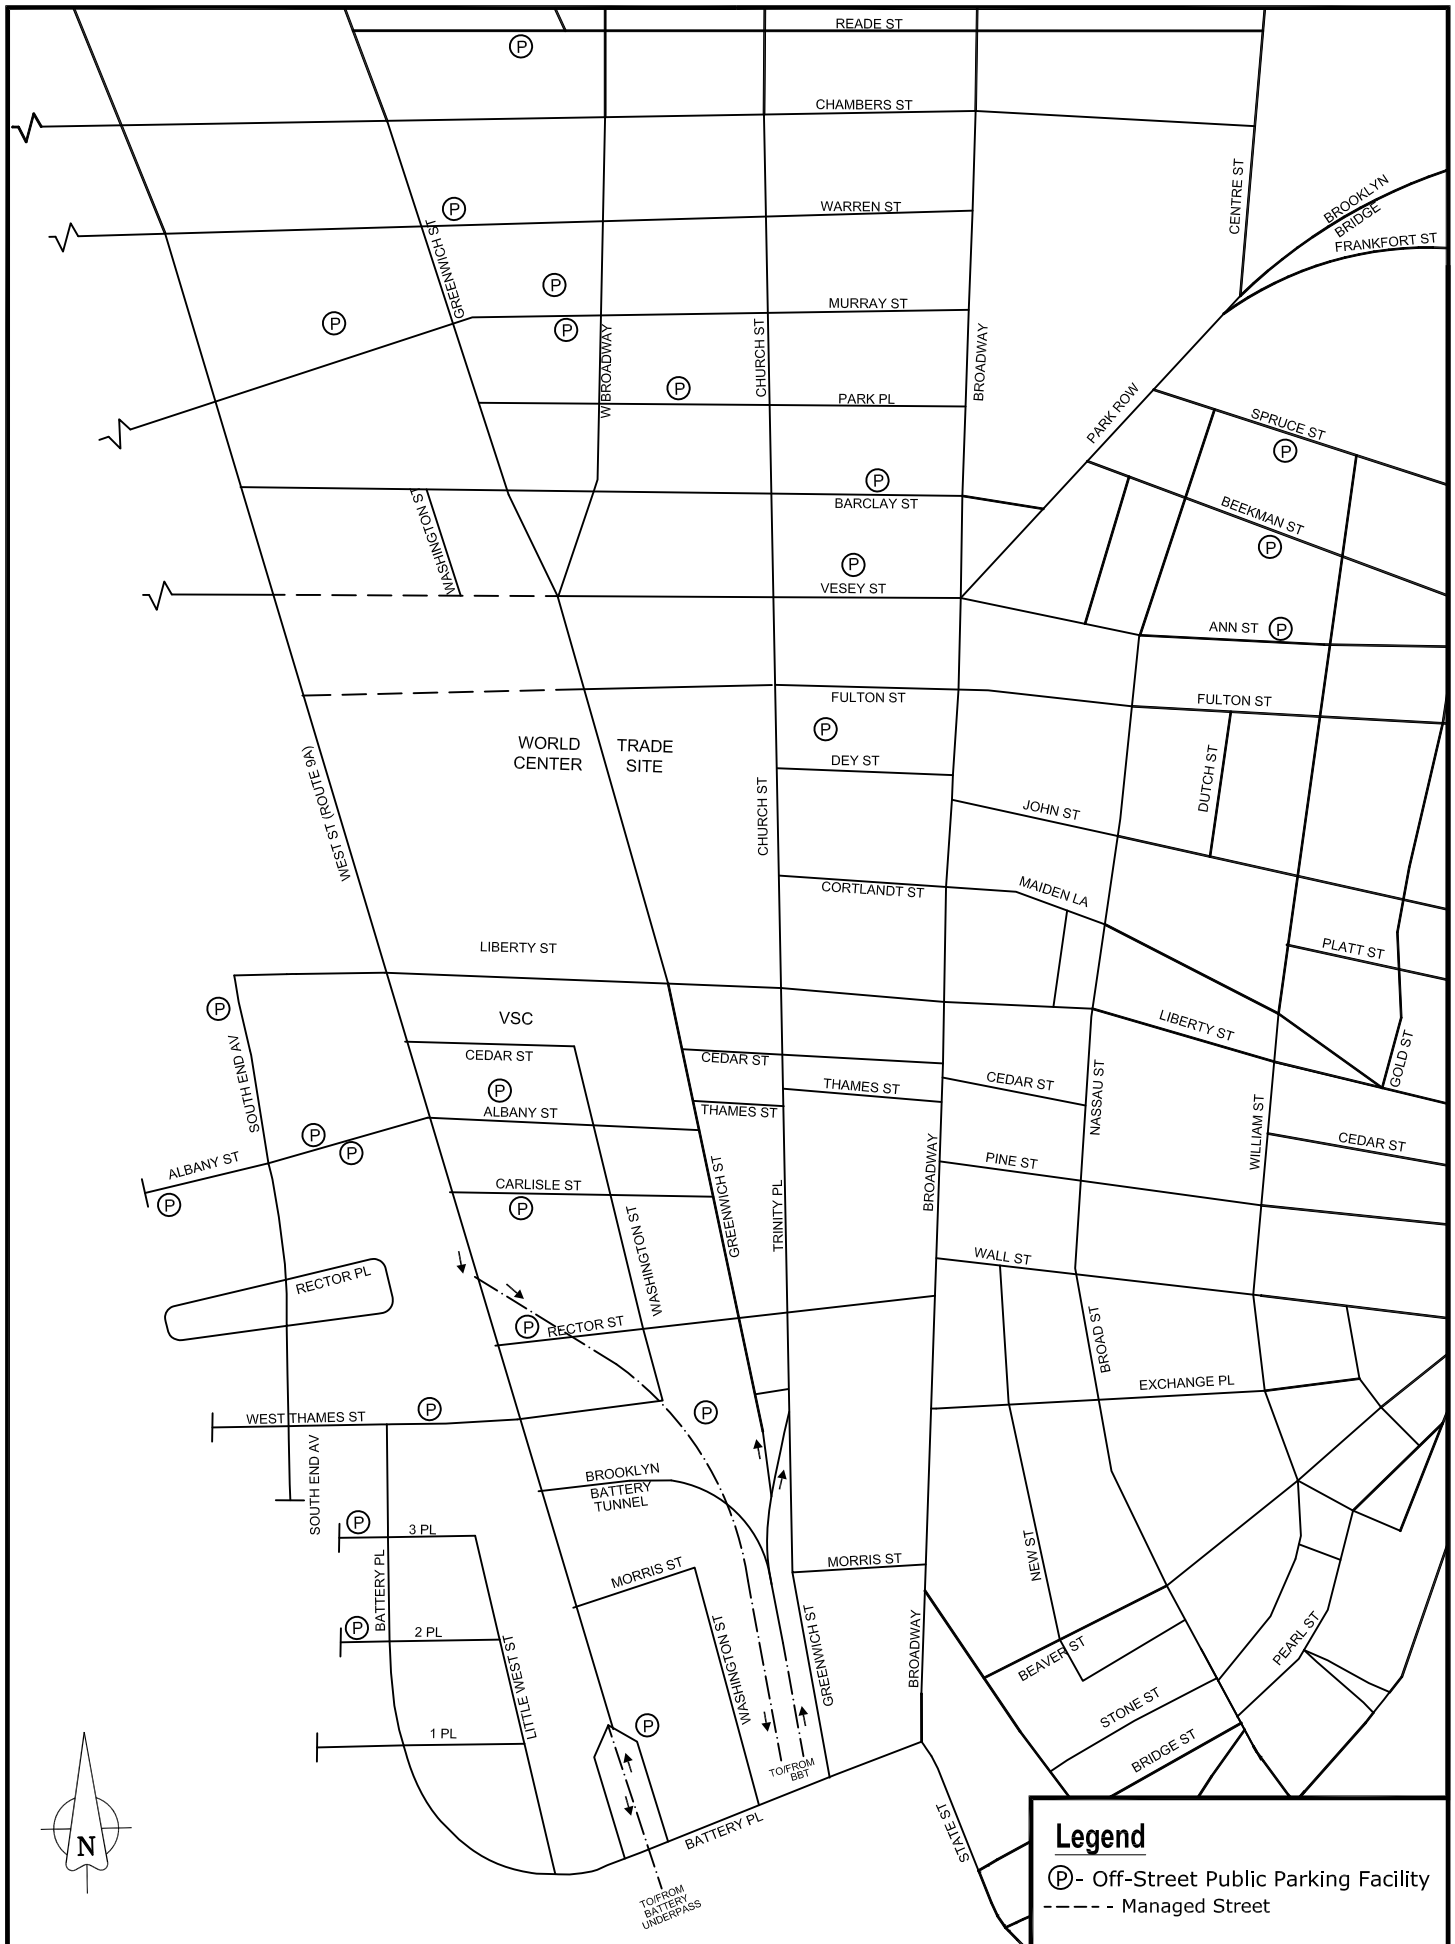 READE ST
P
CHAMBERS ST
CENTRE ST
BROOKLYN
BRIDGE
FRANKFORT ST
P
WARREN ST
GREENWICH ST
P
P
MURRAY ST
P
W BROADWAY
CHURCH ST
BROADWAY
P
PARK PL
PARK ROW
SPRUCE ST
P
P
BARCLAY ST
WASHINGTON ST
BEEKMAN ST
P
P
VESEY ST
ANN ST
P
FULTON ST
FULTON ST
P
WORLD
CENTER
TRADE
SITE
DEY ST
DUTCH ST
WEST ST (ROUTE 9A)
CHURCH ST
JOHN ST
CORTLANDT ST
MAIDEN LA
LIBERTY ST
PLATT ST
P
VSC
LIBERTY ST
GOLD ST
SOUTH END AV
CEDAR ST
CEDAR ST
CEDAR ST
THAMES ST
NASSAU ST
P
ALBANY ST
THAMES ST
WILLIAM ST
CEDAR ST
P
P
ALBANY ST
P
CARLISLE ST
P
GREENWICH ST
TRINITY PL
BROADWAY
PINE ST
WASHINGTON ST
WALL ST
RECTOR PL
P
RECTOR ST
BROAD ST
EXCHANGE PL
WEST THAMES ST
P
P
SOUTH END AV
BROOKLYN
BATTERY
TUNNEL
P
3 PL
BATTERY PL
MORRIS ST
MORRIS ST
NEW ST
P
2 PL
LITTLE WEST ST
WASHINGTON ST
GREENWICH ST
BROADWAY
BEAVER ST
PEARL ST
STONE ST
BRIDGE ST
1 PL
P
TO/FROM
BBT
BATTERY PL
STATE ST
TO/FROM
BATTERY
UNDERPASS
N
Legend
P - Off-Street Public Parking Facility
- Managed Street